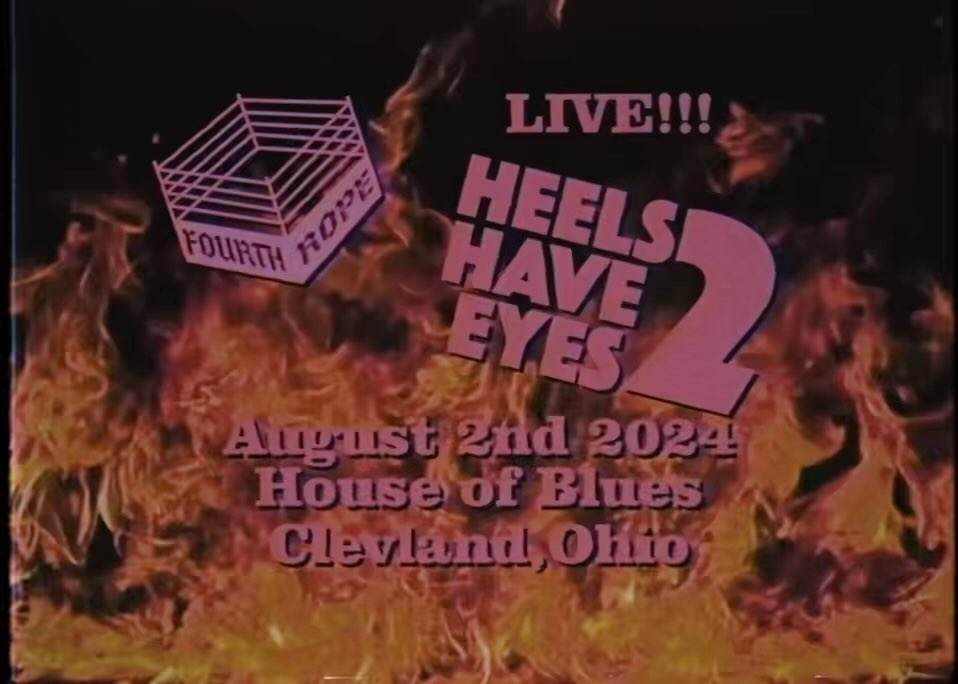 FOURTH ROPE
LIVE!!!
HEELS
HAVE
EYES
2
August 2nd 2024
House of Blues
Clevland, Ohio